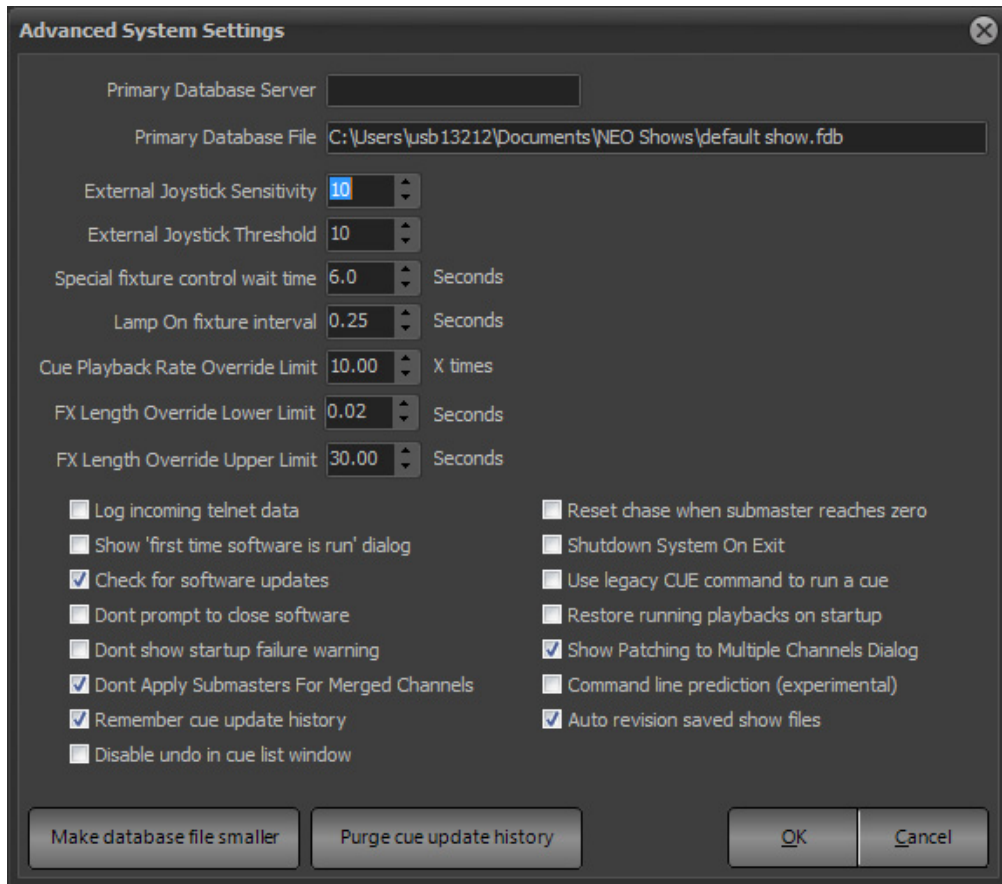 Advanced System Settings
Primary Database Server
Primary Database File C:\Users\usb13212\Documents\NEO Shows\default show.fdb
External Joystick Sensitivity 10
External Joystick Threshold 10
Special fixture control wait time 6.0 Seconds
Lamp On fixture interval 0.25 Seconds
Cue Playback Rate Override Limit 10.00 X times
FX Length Override Lower Limit 0.02 Seconds
FX Length Override Upper Limit 30.00 Seconds
Log incoming telnet data
Show 'first time software is run' dialog
Check for software updates
Dont prompt to close software
Dont show startup failure warning
Dont Apply Submasters For Merged Channels
Remember cue update history
Disable undo in cue list window
Reset chase when submaster reaches zero
Shutdown System On Exit
Use legacy CUE command to run a cue
Restore running playbacks on startup
Show Patching to Multiple Channels Dialog
Command line prediction (experimental)
Auto revision saved show files
Make database file smaller
Purge cue update history
OK
Cancel